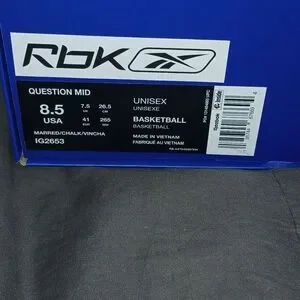 Rbk
QUESTION MID
8.5 7.5 26.5
USA UK CM
41 265
EUR MM
UNISEX
UNISEXE
BASKETBALL
BASKETBALL
MARRED/CHALK/VINCHA
IG2653
MADE IN VIETNAM
FABRIQUÉ AU VIETNAM
Reebok